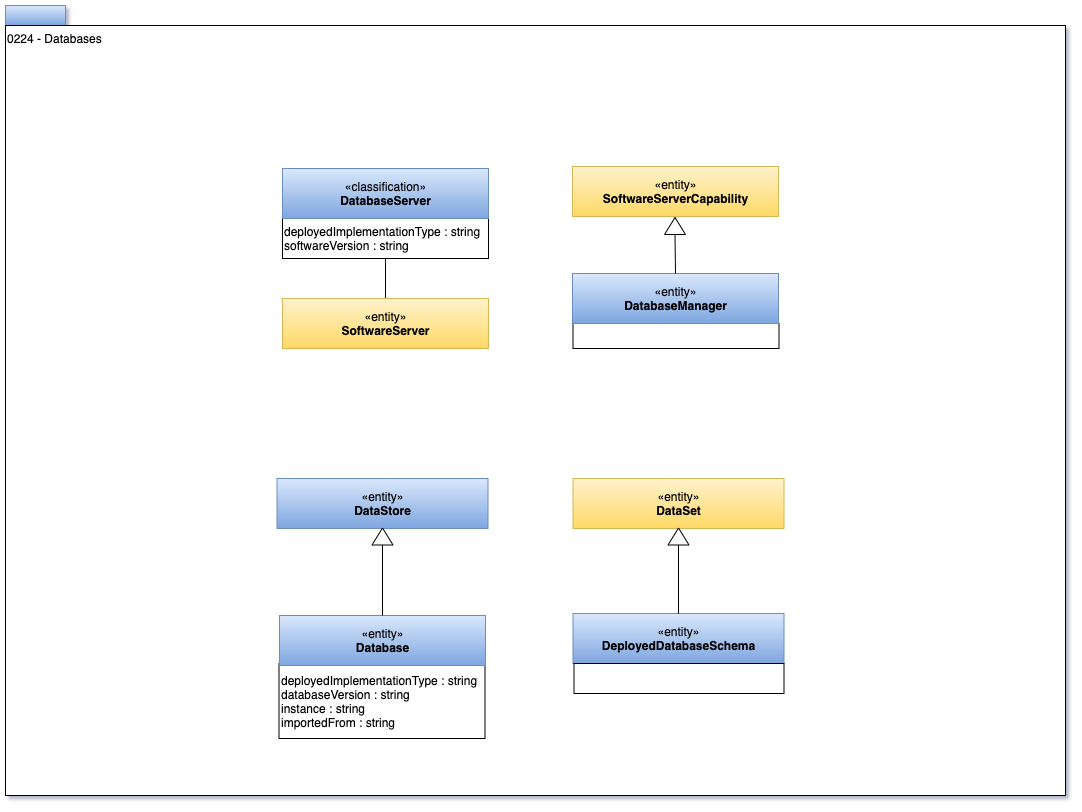 0224 - Databases
«classification»
DatabaseServer
deployedImplementationType : string
softwareVersion : string
«entity»
SoftwareServer
«entity»
SoftwareServerCapability
«entity»
DatabaseManager
«entity»
DataStore
«entity»
Database
deployedImplementationType : string
databaseVersion : string
instance : string
importedFrom : string
«entity»
DataSet
«entity»
DeployedDatabaseSchema